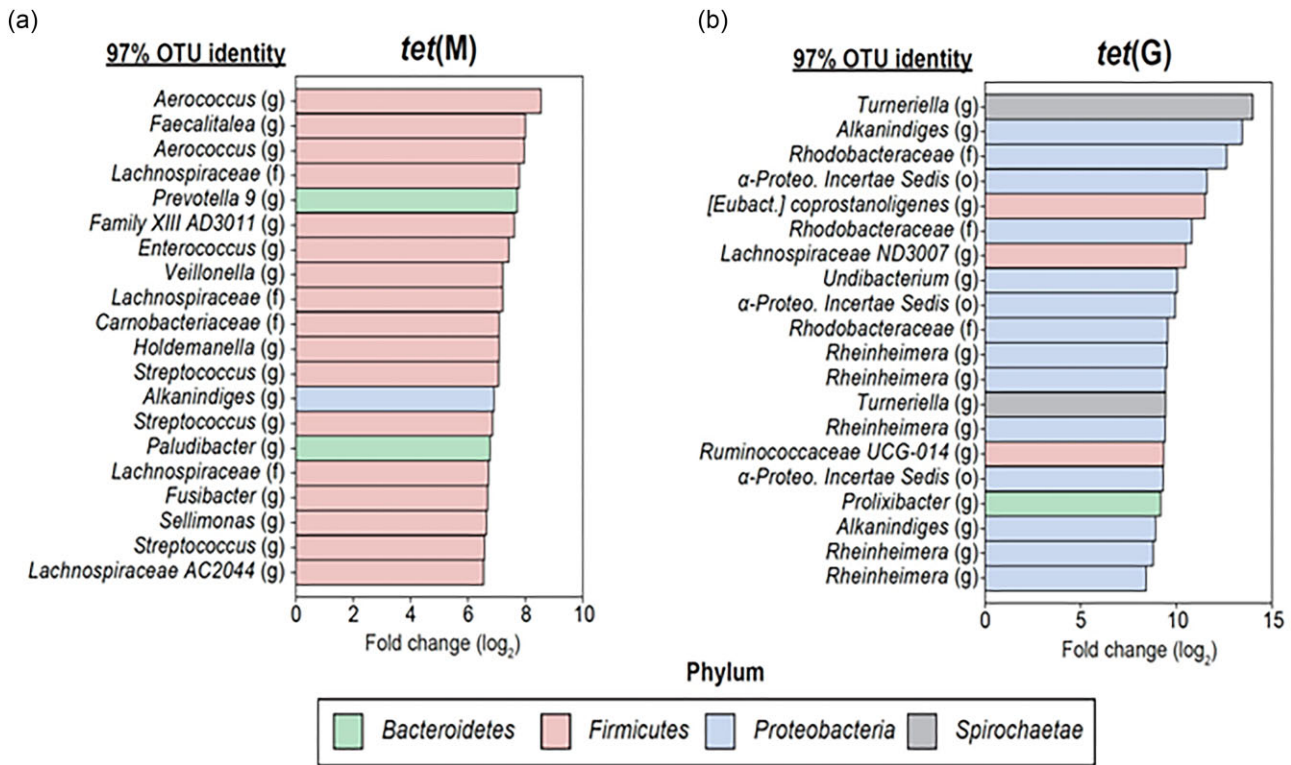 (a)
97% OTU identity
tet(M)
Aerococcus (g)
Faecalitalea (g)
Aerococcus (g)
Lachnospiraceae (f)
Prevotella 9 (g)
Family XIII AD3011 (g)
Enterococcus (g)
Veillonella (g)
Lachnospiraceae (f)
Carnobacteriaceae (f)
Holdemanella (g)
Streptococcus (g)
Alkanindiges (g)
Streptococcus (g)
Paludibacter (g)
Lachnospiraceae (f)
Fusibacter (g)
Sellimonas (g)
Streptococcus (g)
Lachnospiraceae AC2044 (g)
0 2 4 6 8 10
Fold change (log2)
(b)
97% OTU identity
tet(G)
Turneriella (g)
Alkanindiges (g)
Rhodobacteraceae (f)
α-Proteo. Incertae Sedis (o)
[Eubact.] coprostanoligenes (g)
Rhodobacteraceae (f)
Lachnospiraceae ND3007 (g)
Undibacterium (g)
α-Proteo. Incertae Sedis (o)
Rhodobacteraceae (f)
Rheinheimera (g)
Rheinheimera (g)
Turneriella (g)
Rheinheimera (g)
Ruminococcaceae UCG-014 (g)
α-Proteo. Incertae Sedis (o)
Prolixibacter (g)
Alkanindiges (g)
Rheinheimera (g)
Rheinheimera (g)
0 5 10 15
Fold change (log2)
Phylum
Bacteroidetes Firmicutes Proteobacteria Spirochaetae